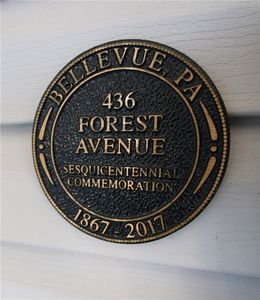 BELLEVUE, PA
436
FOREST
AVENUE
SESQUICENTENNIAL
COMMEMORATION
1867 - 2017